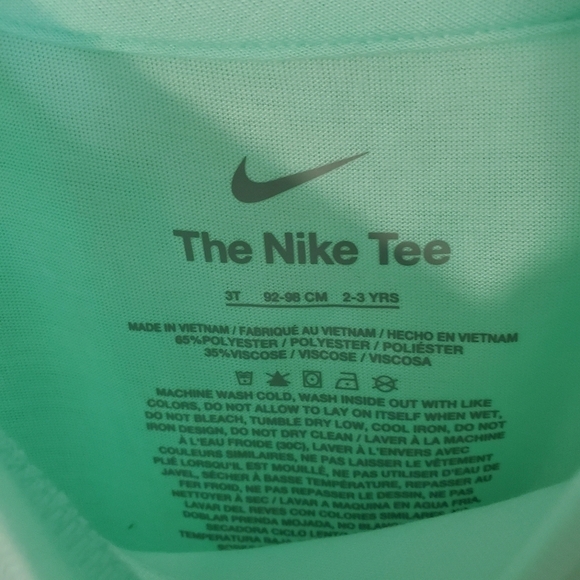 The Nike Tee
3T 92-98 CM 2-3 YRS
MADE IN VIETNAM / FABRIQUÉ AU VIETNAM / HECHO EN VIETNAM
65%POLYESTER / POLYESTER / POLIÉSTER
35%VISCOSE / VISCOSE / VISCOSA
MACHINE WASH COLD, WASH INSIDE OUT WITH LIKE
COLORS, DO NOT ALLOW TO LAY ON ITSELF WHEN WET,
DO NOT BLEACH, TUMBLE DRY LOW, COOL IRON, DO NOT
IRON DESIGN, DO NOT DRY CLEAN / LAVER À LA MACHINE
À L'EAU FROIDE (30C), LAVER À L'ENVERS AVEC
COULEURS SIMILAIRES, NE PAS LAISSER LE VÊTEMENT
PLIÉ LORSQU'IL EST MOUILLÉ, NE PAS UTILISER D'EAU DE
JAVEL, SÉCHER À BASSE TEMPÉRATURE, REPASSER AU
FER FROID, NE PAS REPASSER LE DESSIN, NE PAS
NETTOYER À SEC / LAVAR A MAQUINA EN AGUA FRIA,
LAVAR DEL REVES CON COLORES SIMILARES
DOBLAR PRENDA MOJADA, NO
SECADORA CICLO
TEMPERATURA